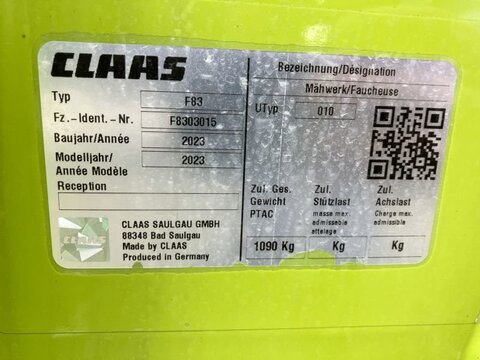 CLAAS
Typ F83
Fz.-Ident.-Nr. F8303015
Baujahr/Année 2023
Modelljahr/
Année Modèle 2023
Reception
CLAAS
CLAAS SAULGAU GMBH
88348 Bad Saulgau
Made by CLAAS
Produced in Germany
Bezeichnung/Désignation
Mähwerk/Faucheuse
UTyp 010
Zul. Ges.
Gewicht
PTAC
1090 Kg
Zul.
Stützlast
masse max.
admissible
attelage
Kg
Zul.
Achslast
Charge max.
admissible
Kg